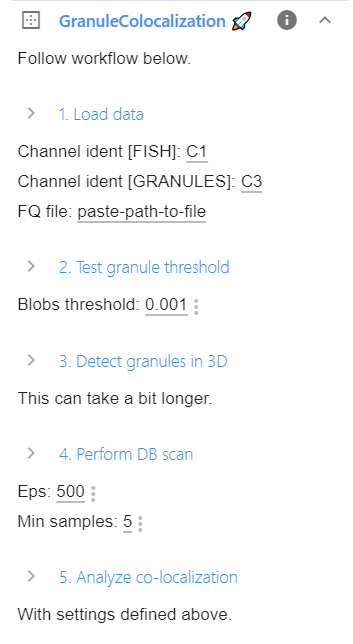 GranuleColocalization 🚀
Follow workflow below.
1. Load data
Channel ident [FISH]: C1
Channel ident [GRANULES]: C3
FQ file: paste-path-to-file
2. Test granule threshold
Blobs threshold: 0.001
3. Detect granules in 3D
This can take a bit longer.
4. Perform DB scan
Eps: 500
Min samples: 5
5. Analyze co-localization
With settings defined above.